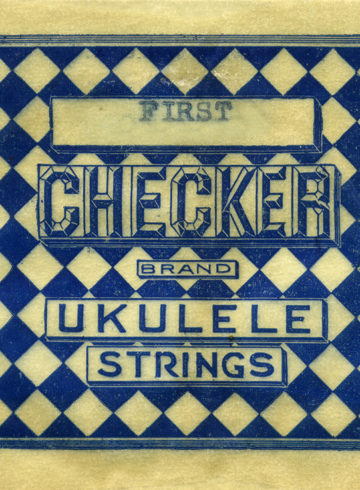 FIRST
CHECKER
BRAND
UKULELE
STRINGS